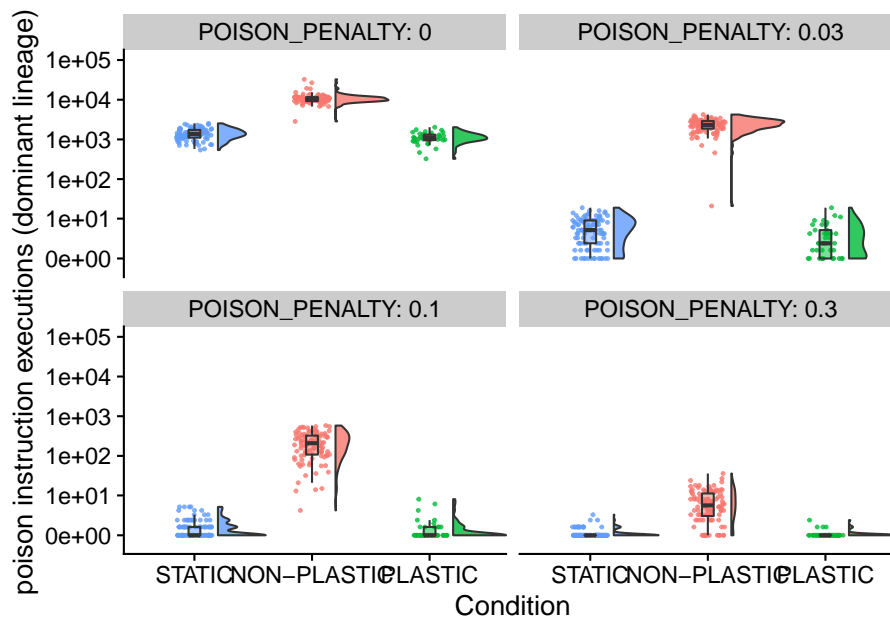 POISON_PENALTY: 0
POISON_PENALTY: 0.03
1e+05
1e+04
1e+03
1e+02
1e+01
0e+00
POISON_PENALTY: 0.1
POISON_PENALTY: 0.3
1e+05
1e+04
1e+03
1e+02
1e+01
0e+00
STATIC NON−PLASTIC PLASTIC
STATIC NON−PLASTIC PLASTIC
Condition
poison instruction executions (dominant lineage)